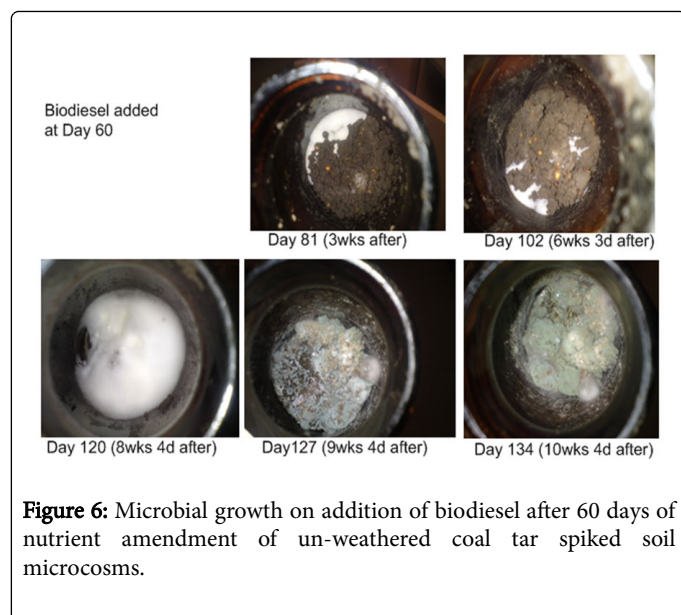 Biodiesel added
at Day 60
Day 81 (3wks after)
Day 102 (6wks 3d after)
Day 120 (8wks 4d after)
Day127 (9wks 4d after)
Day 134 (10wks 4d after)
Figure 6: Microbial growth on addition of biodiesel after 60 days of
nutrient amendment of un-weathered coal tar spiked soil
microcosms.